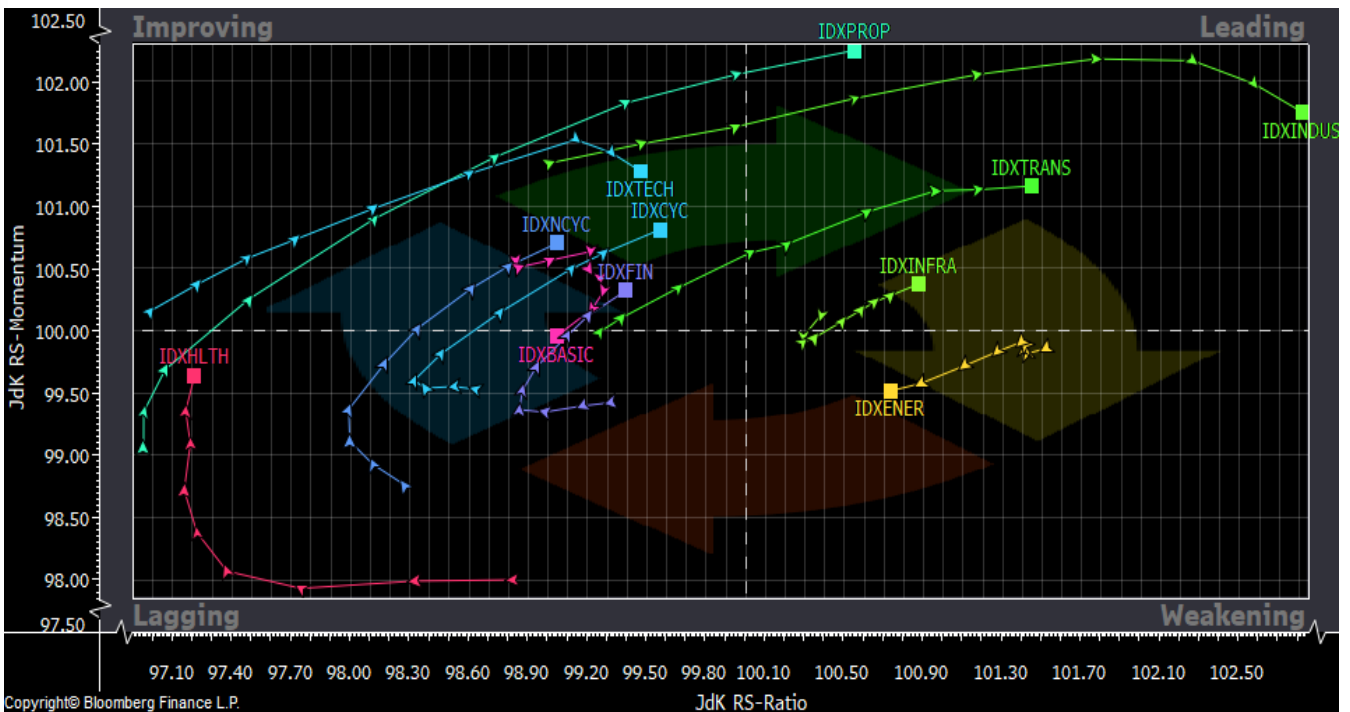 102.50
Improving
Leading
IDXPROP
102.00
IDXINDUS
101.50
IDXTRANS
IDXTECH
101.00
IDXCYC
IDXNCYC
100.50
IDXFIN
IDXINFRA
100.00
IDXBASIC
IDXHLTH
99.50
IDXENER
99.00
98.50
98.00
97.50
JdK RS-Momentum
Lagging
Weakening
97.10 97.40 97.70 98.00 98.30 98.60 98.90 99.20 99.50 99.80 100.10 100.50 100.90 101.30 101.70 102.10 102.50
Copyright© Bloomberg Finance L.P.
JdK RS-Ratio